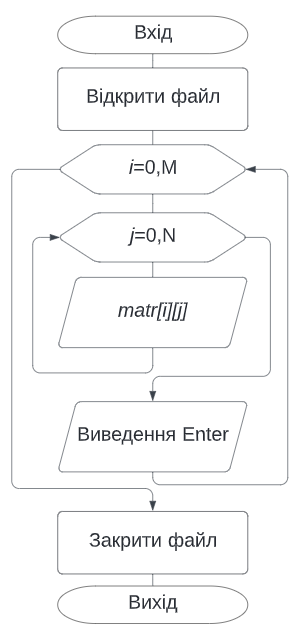 Вхід
Відкрити файл
i=0,M
j=0,N
matr[i][j]
Виведення Enter
Закрити файл
Вихід